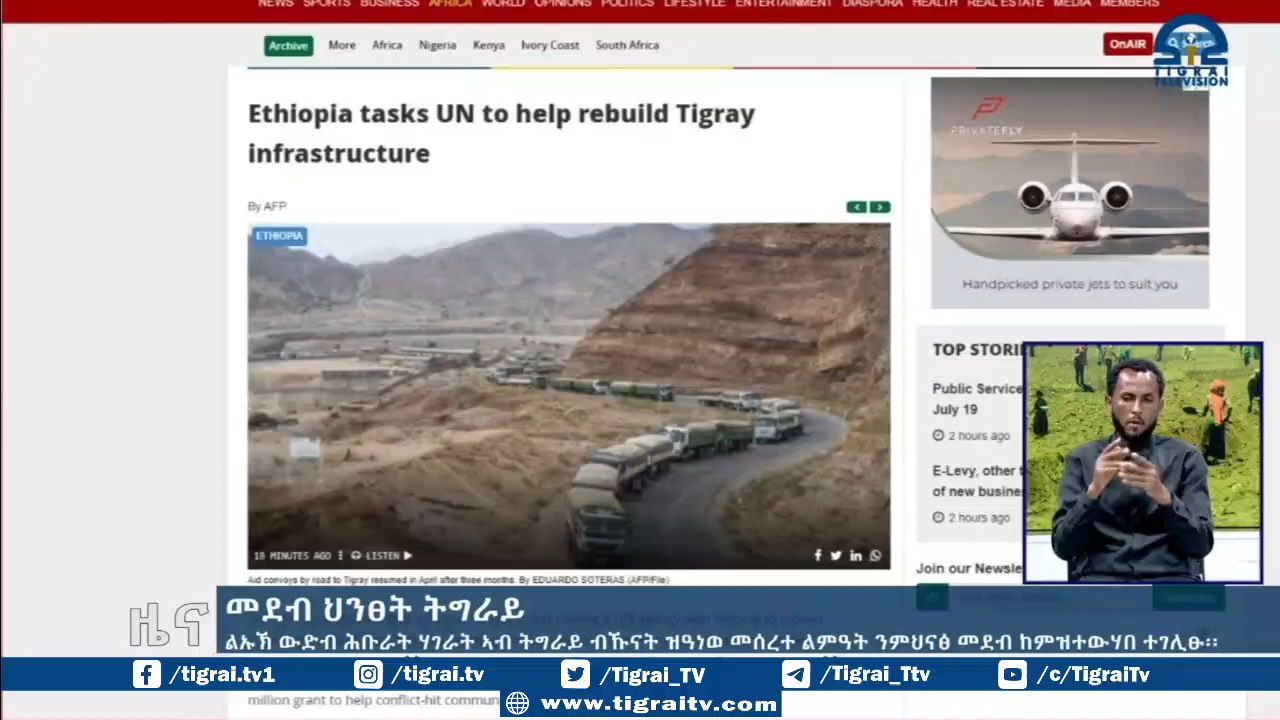 NEWS SPORTS BUSINESS AFRICA WORLD OPINIONS POLITICS LIFESTYLE ENTERTAINMENT DIASPORA HEALTH REAL ESTATE MEDIA MEMBERS
Archive More Africa Nigeria Kenya Ivory Coast South Africa
OnAIR
TIGRAI
TELEVISION
Ethiopia tasks UN to help rebuild Tigray
infrastructure
By AFP
ETHIOPIA
18 MINUTES AGO LISTEN
Aid convoys by road to Tigray resumed in April after three months. By EDUARDO SOTERAS (AFP/File)
PRIVATEFLY
Handpicked private jets to suit you
TOP STORIE
Public Service
July 19
2 hours ago
E-Levy, other t
of new busine
2 hours ago
Join our Newsle
ዜና
መደብ ህንፀት ትግራይ
ልኡኽ ውድብ ሕቡራት ሃገራት ኣብ ትግራይ ብኹናት ዝዓነወ መሰረተ ልምዓት ንምህናፅ መደብ ከምዝተውሃበ ተገሊፁ።
/tigrai.tv1 /tigrai.tv /Tigrai_TV /Tigrai_Ttv /c/TigraiTv
million grant to help conflict-hit commun
www.tigraitv.com